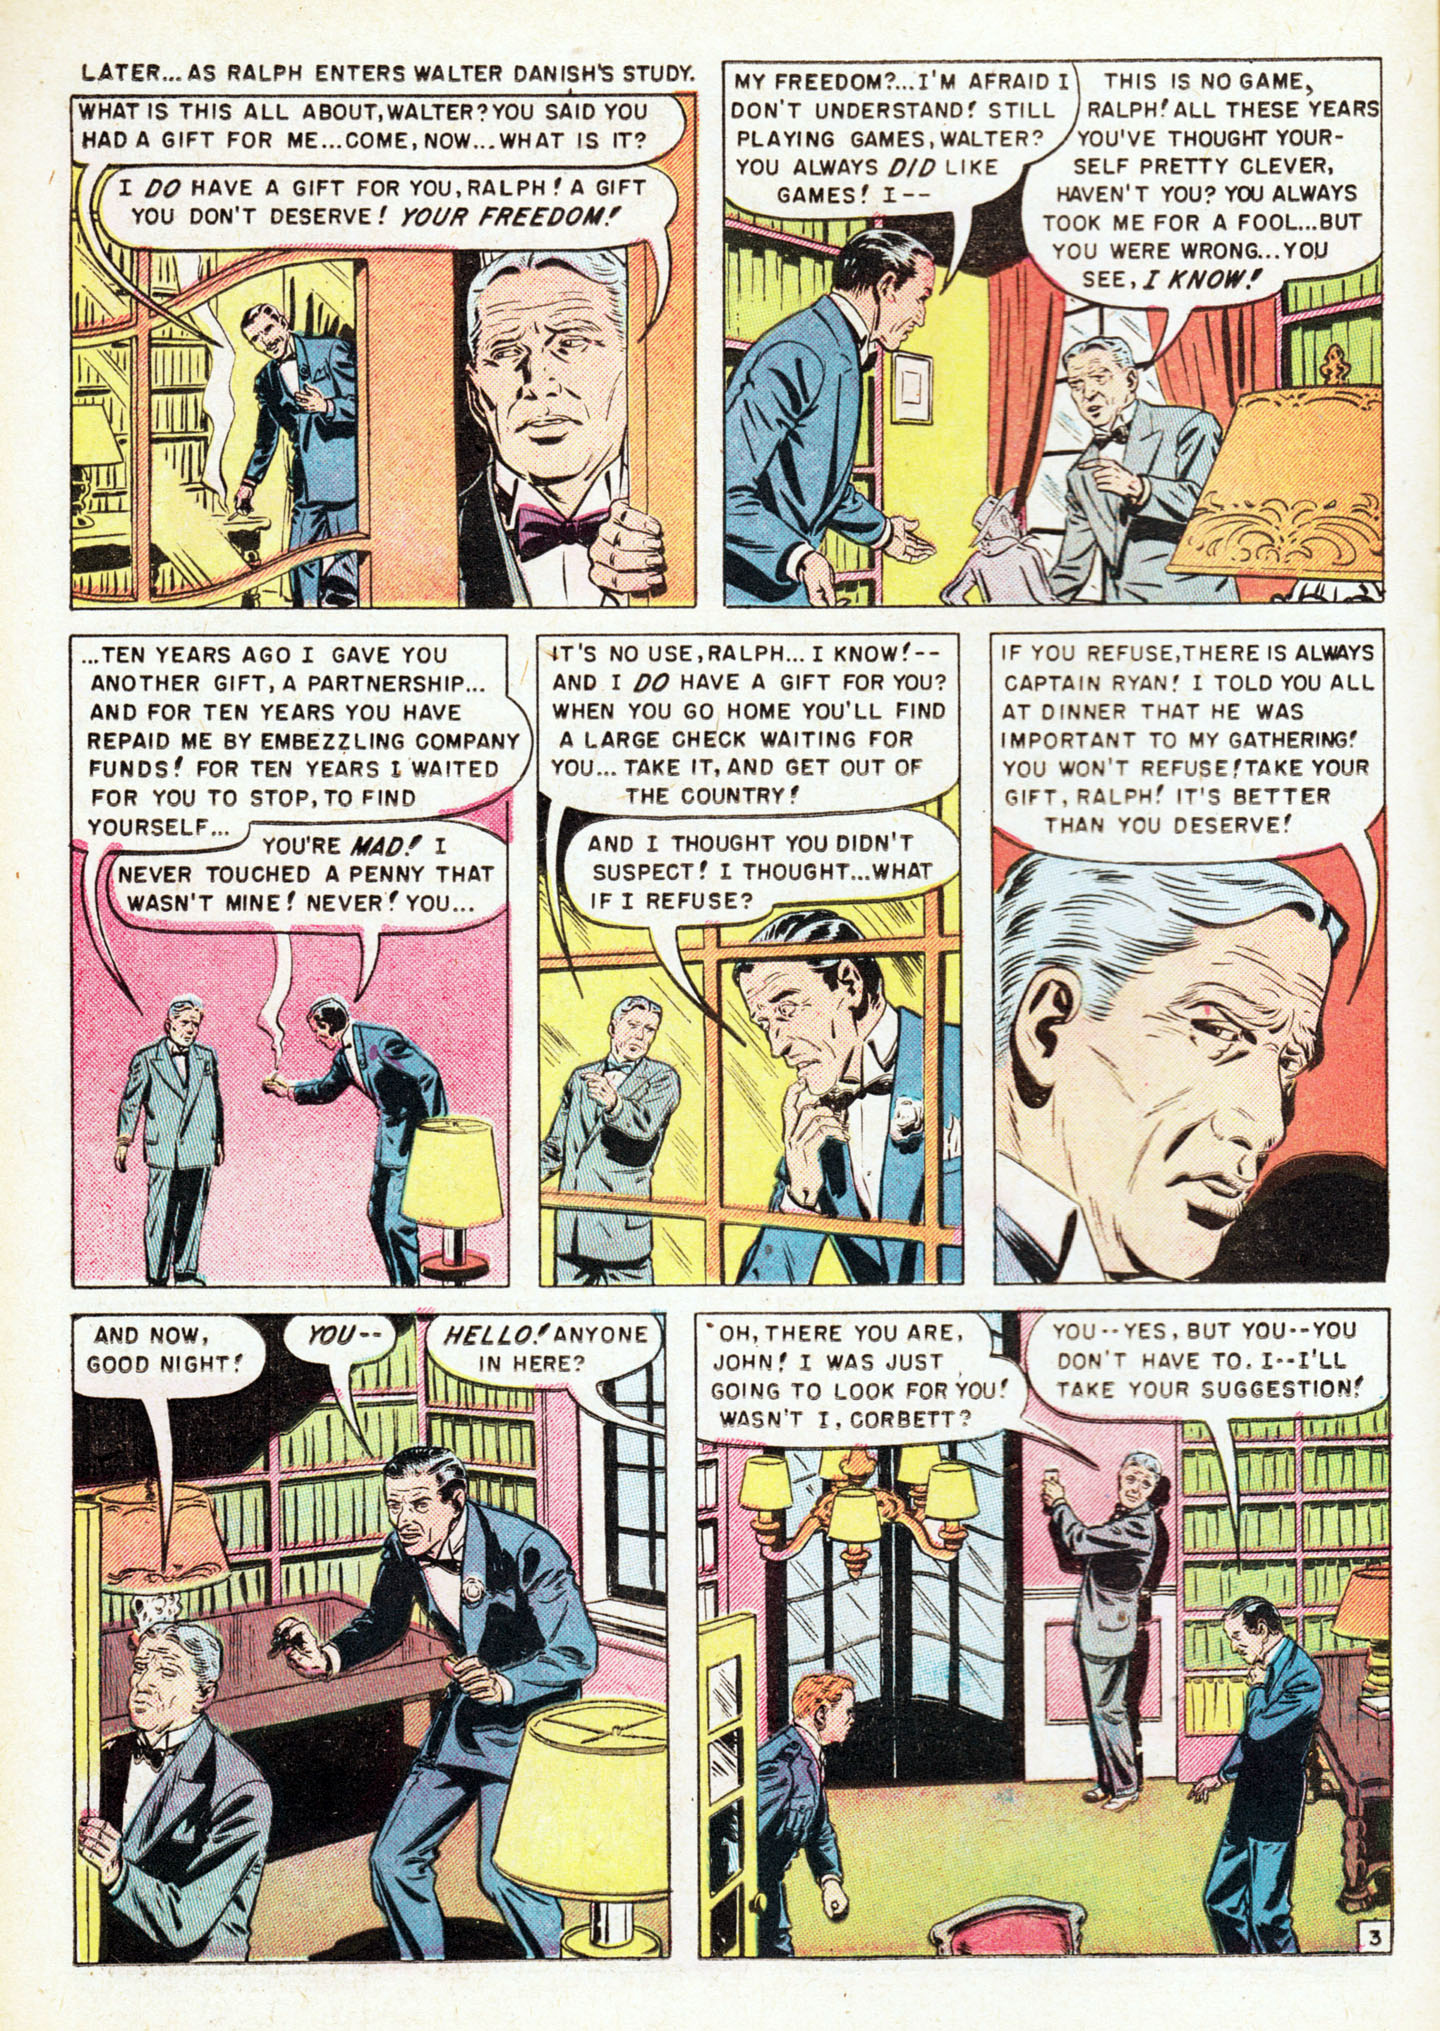 LATER... AS RALPH ENTERS WALTER DANISH'S STUDY.
WHAT IS THIS ALL ABOUT, WALTER? YOU SAID YOU
HAD A GIFT FOR ME... COME, NOW... WHAT IS IT?
I DO HAVE A GIFT FOR YOU, RALPH! A GIFT
YOU DON'T DESERVE! YOUR FREEDOM!
MY FREEDOM?... I'M AFRAID I
DON'T UNDERSTAND! STILL
PLAYING GAMES, WALTER?
YOU ALWAYS DID LIKE
GAMES! I--
THIS IS NO GAME,
RALPH! ALL THESE YEARS
YOU'VE THOUGHT YOUR-
SELF PRETTY CLEVER,
HAVEN'T YOU? YOU ALWAYS
TOOK ME FOR A FOOL... BUT
YOU WERE WRONG... YOU
SEE, I KNOW!
...TEN YEARS AGO I GAVE YOU
ANOTHER GIFT, A PARTNERSHIP...
AND FOR TEN YEARS YOU HAVE
REPAID ME BY EMBEZZLING COMPANY
FUNDS! FOR TEN YEARS I WAITED
FOR YOU TO STOP, TO FIND
YOURSELF...
YOU'RE MAD! I
NEVER TOUCHED A PENNY THAT
WASN'T MINE! NEVER! YOU...
IT'S NO USE, RALPH... I KNOW!--
AND I DO HAVE A GIFT FOR YOU?
WHEN YOU GO HOME YOU'LL FIND
A LARGE CHECK WAITING FOR
YOU... TAKE IT, AND GET OUT OF
THE COUNTRY!
AND I THOUGHT YOU DIDN'T
SUSPECT! I THOUGHT... WHAT
IF I REFUSE?
IF YOU REFUSE, THERE IS ALWAYS
CAPTAIN RYAN! I TOLD YOU ALL
AT DINNER THAT HE WAS
IMPORTANT TO MY GATHERING!
YOU WON'T REFUSE! TAKE YOUR
GIFT, RALPH! IT'S BETTER
THAN YOU DESERVE!
AND NOW,
GOOD NIGHT!
YOU--
HELLO! ANYONE
IN HERE?
OH, THERE YOU ARE,
JOHN! I WAS JUST
GOING TO LOOK FOR YOU!
WASN'T I, CORBETT?
YOU--YES, BUT YOU--YOU
DON'T HAVE TO. I--I'LL
TAKE YOUR SUGGESTION!
3